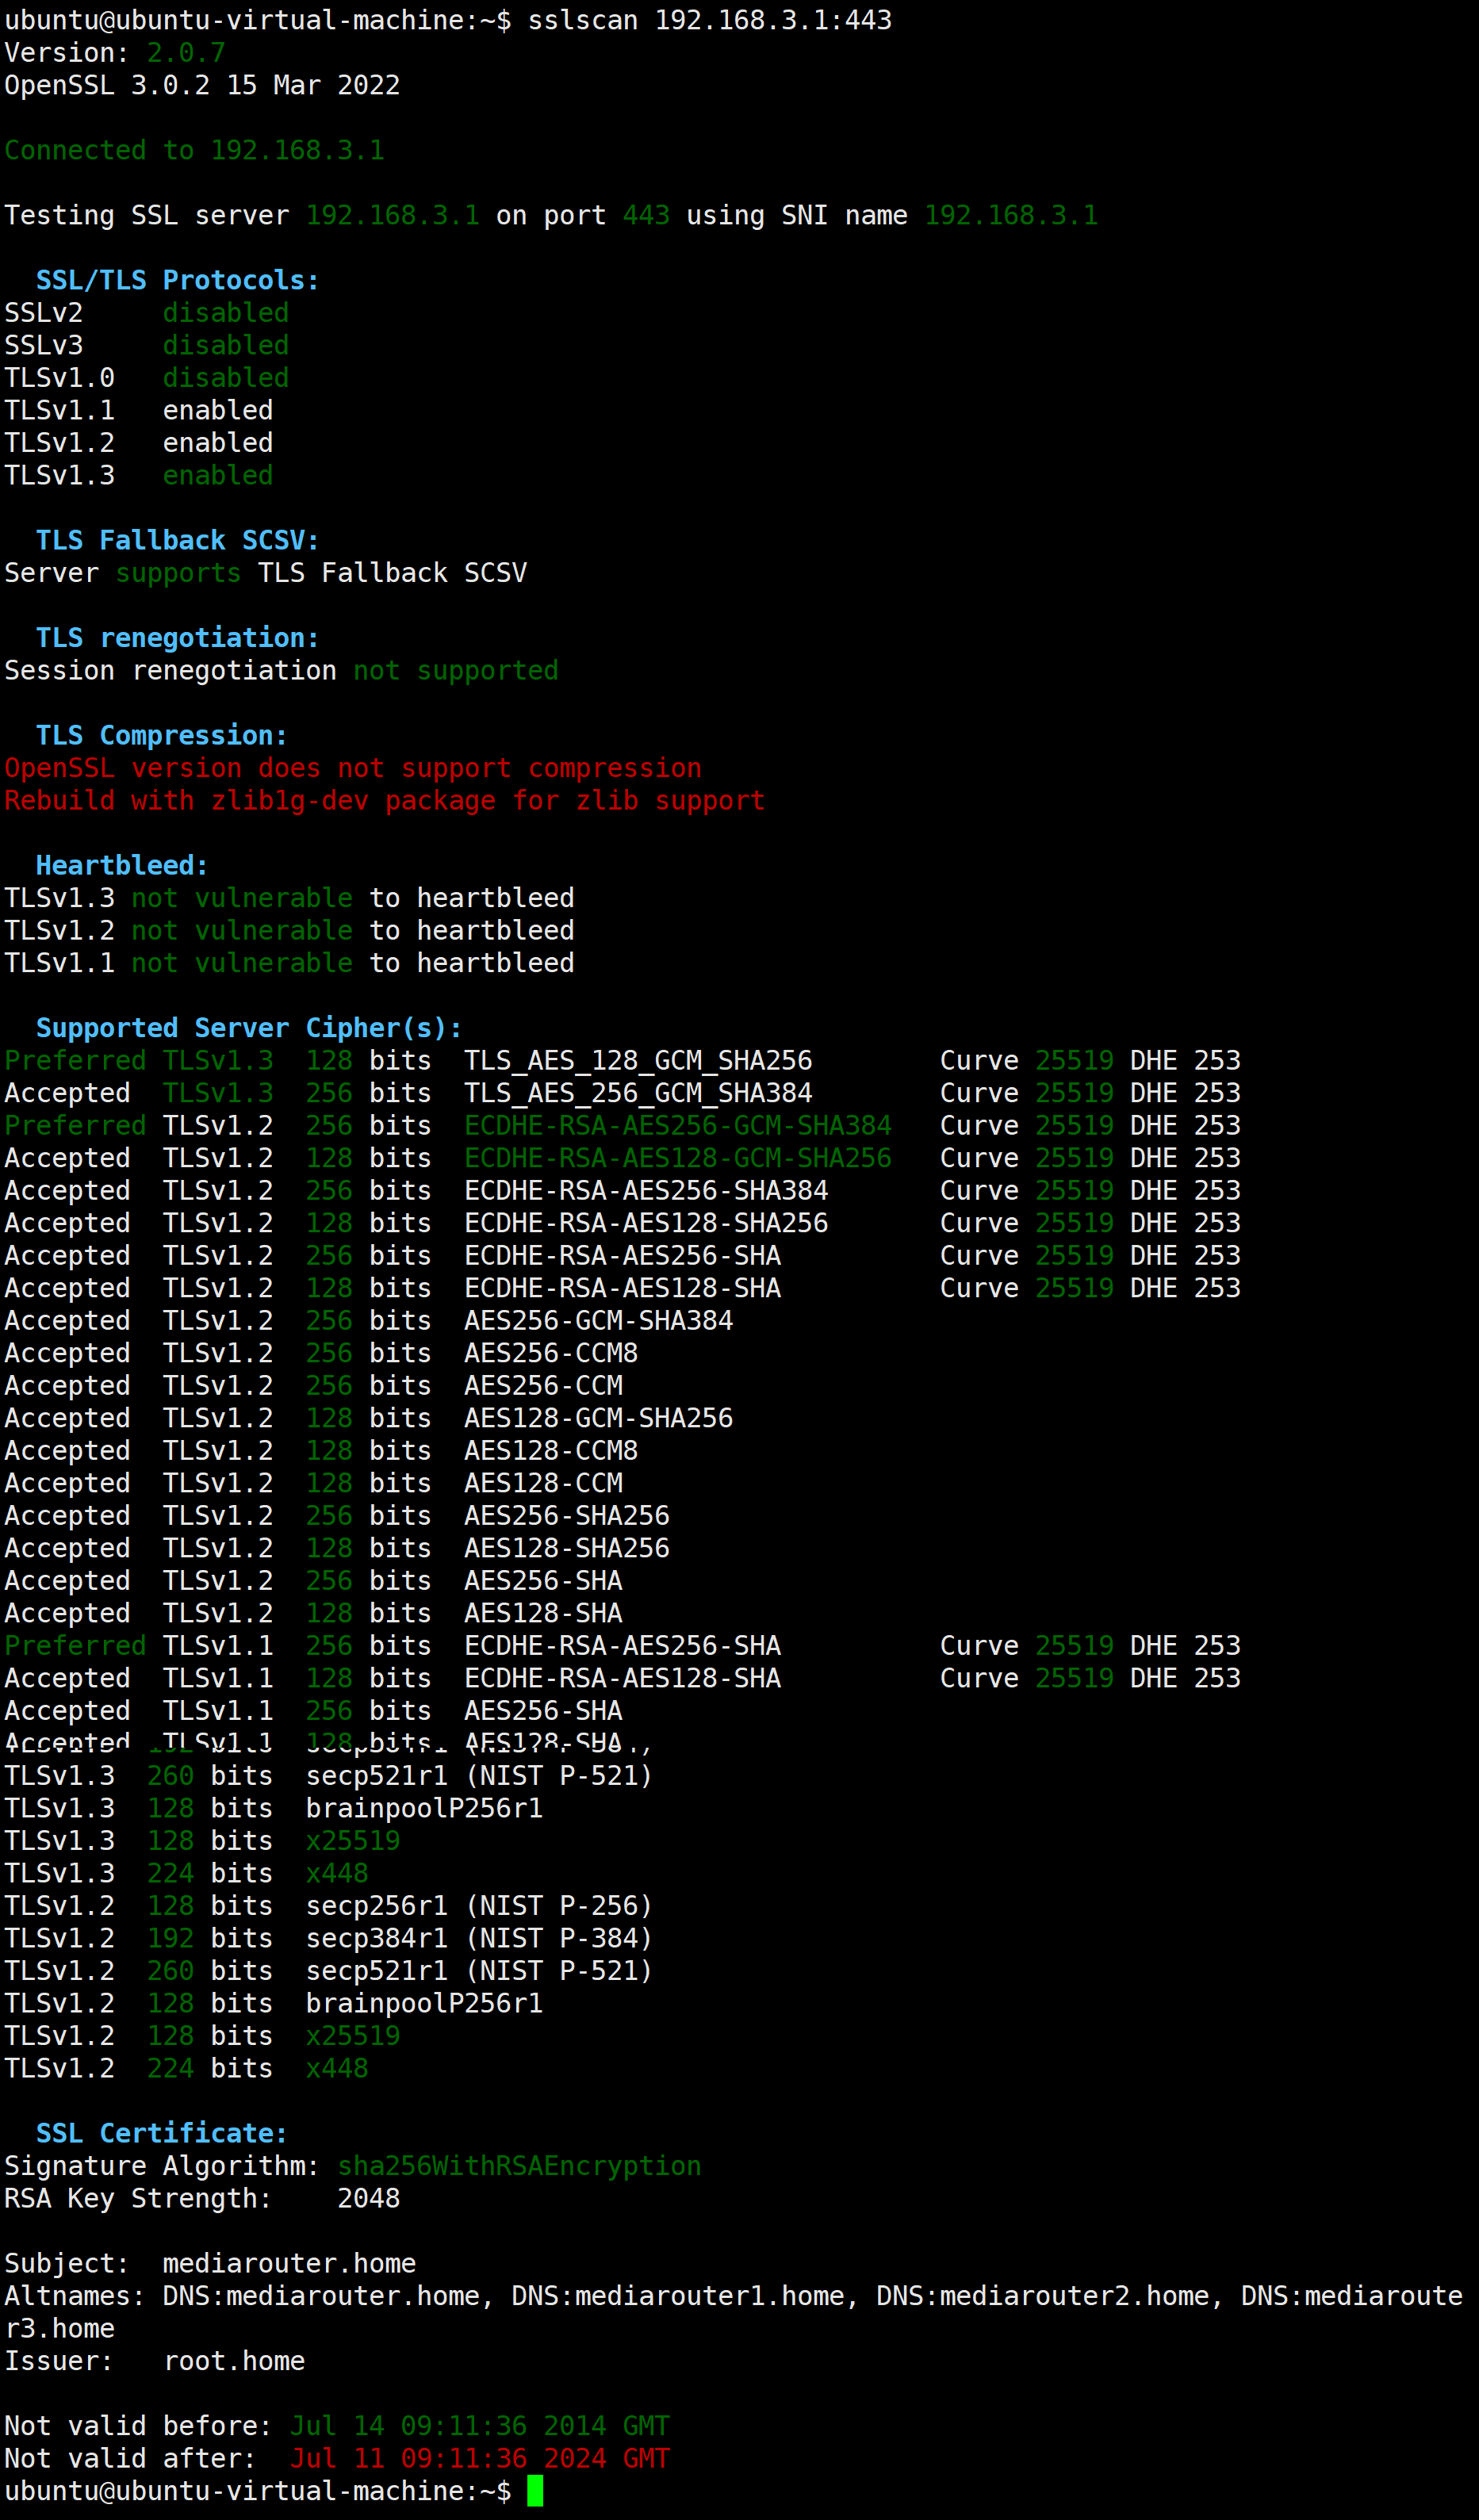 ubuntu@ubuntu-virtual-machine:~$ sslscan 192.168.3.1:443
Version: 2.0.7
OpenSSL 3.0.2 15 Mar 2022
Connected to 192.168.3.1
Testing SSL server 192.168.3.1 on port 443 using SNI name 192.168.3.1
SSL/TLS Protocols:
SSLv2     disabled
SSLv3     disabled
TLSv1.0   disabled
TLSv1.1   enabled
TLSv1.2   enabled
TLSv1.3   enabled
TLS Fallback SCSV:
Server supports TLS Fallback SCSV
TLS renegotiation:
Session renegotiation not supported
TLS Compression:
OpenSSL version does not support compression
Rebuild with zlib1g-dev package for zlib support
Heartbleed:
TLSv1.3 not vulnerable to heartbleed
TLSv1.2 not vulnerable to heartbleed
TLSv1.1 not vulnerable to heartbleed
Supported Server Cipher(s):
Preferred TLSv1.3  128 bits  TLS_AES_128_GCM_SHA256        Curve 25519 DHE 253
Accepted  TLSv1.3  256 bits  TLS_AES_256_GCM_SHA384        Curve 25519 DHE 253
Preferred TLSv1.2  256 bits  ECDHE-RSA-AES256-GCM-SHA384   Curve 25519 DHE 253
Accepted  TLSv1.2  128 bits  ECDHE-RSA-AES128-GCM-SHA256   Curve 25519 DHE 253
Accepted  TLSv1.2  256 bits  ECDHE-RSA-AES256-SHA384       Curve 25519 DHE 253
Accepted  TLSv1.2  128 bits  ECDHE-RSA-AES128-SHA256       Curve 25519 DHE 253
Accepted  TLSv1.2  256 bits  ECDHE-RSA-AES256-SHA          Curve 25519 DHE 253
Accepted  TLSv1.2  128 bits  ECDHE-RSA-AES128-SHA          Curve 25519 DHE 253
Accepted  TLSv1.2  256 bits  AES256-GCM-SHA384
Accepted  TLSv1.2  256 bits  AES256-CCM8
Accepted  TLSv1.2  256 bits  AES256-CCM
Accepted  TLSv1.2  128 bits  AES128-GCM-SHA256
Accepted  TLSv1.2  128 bits  AES128-CCM8
Accepted  TLSv1.2  128 bits  AES128-CCM
Accepted  TLSv1.2  256 bits  AES256-SHA256
Accepted  TLSv1.2  128 bits  AES128-SHA256
Accepted  TLSv1.2  256 bits  AES256-SHA
Accepted  TLSv1.2  128 bits  AES128-SHA
Preferred TLSv1.1  256 bits  ECDHE-RSA-AES256-SHA          Curve 25519 DHE 253
Accepted  TLSv1.1  128 bits  ECDHE-RSA-AES128-SHA          Curve 25519 DHE 253
Accepted  TLSv1.1  256 bits  AES256-SHA
Accepted  TLSv1.1  128 bits  AES128-SHA
TLSv1.3  260 bits  secp521r1 (NIST P-521)
TLSv1.3  128 bits  brainpoolP256r1
TLSv1.3  128 bits  x25519
TLSv1.3  224 bits  x448
TLSv1.2  128 bits  secp256r1 (NIST P-256)
TLSv1.2  192 bits  secp384r1 (NIST P-384)
TLSv1.2  260 bits  secp521r1 (NIST P-521)
TLSv1.2  128 bits  brainpoolP256r1
TLSv1.2  128 bits  x25519
TLSv1.2  224 bits  x448
SSL Certificate:
Signature Algorithm: sha256WithRSAEncryption
RSA Key Strength:    2048
Subject:  mediarouter.home
Altnames: DNS:mediarouter.home, DNS:mediarouter1.home, DNS:mediarouter2.home, DNS:mediaroute
r3.home
Issuer:   root.home
Not valid before: Jul 14 09:11:36 2014 GMT
Not valid after:  Jul 11 09:11:36 2024 GMT
ubuntu@ubuntu-virtual-machine:~$